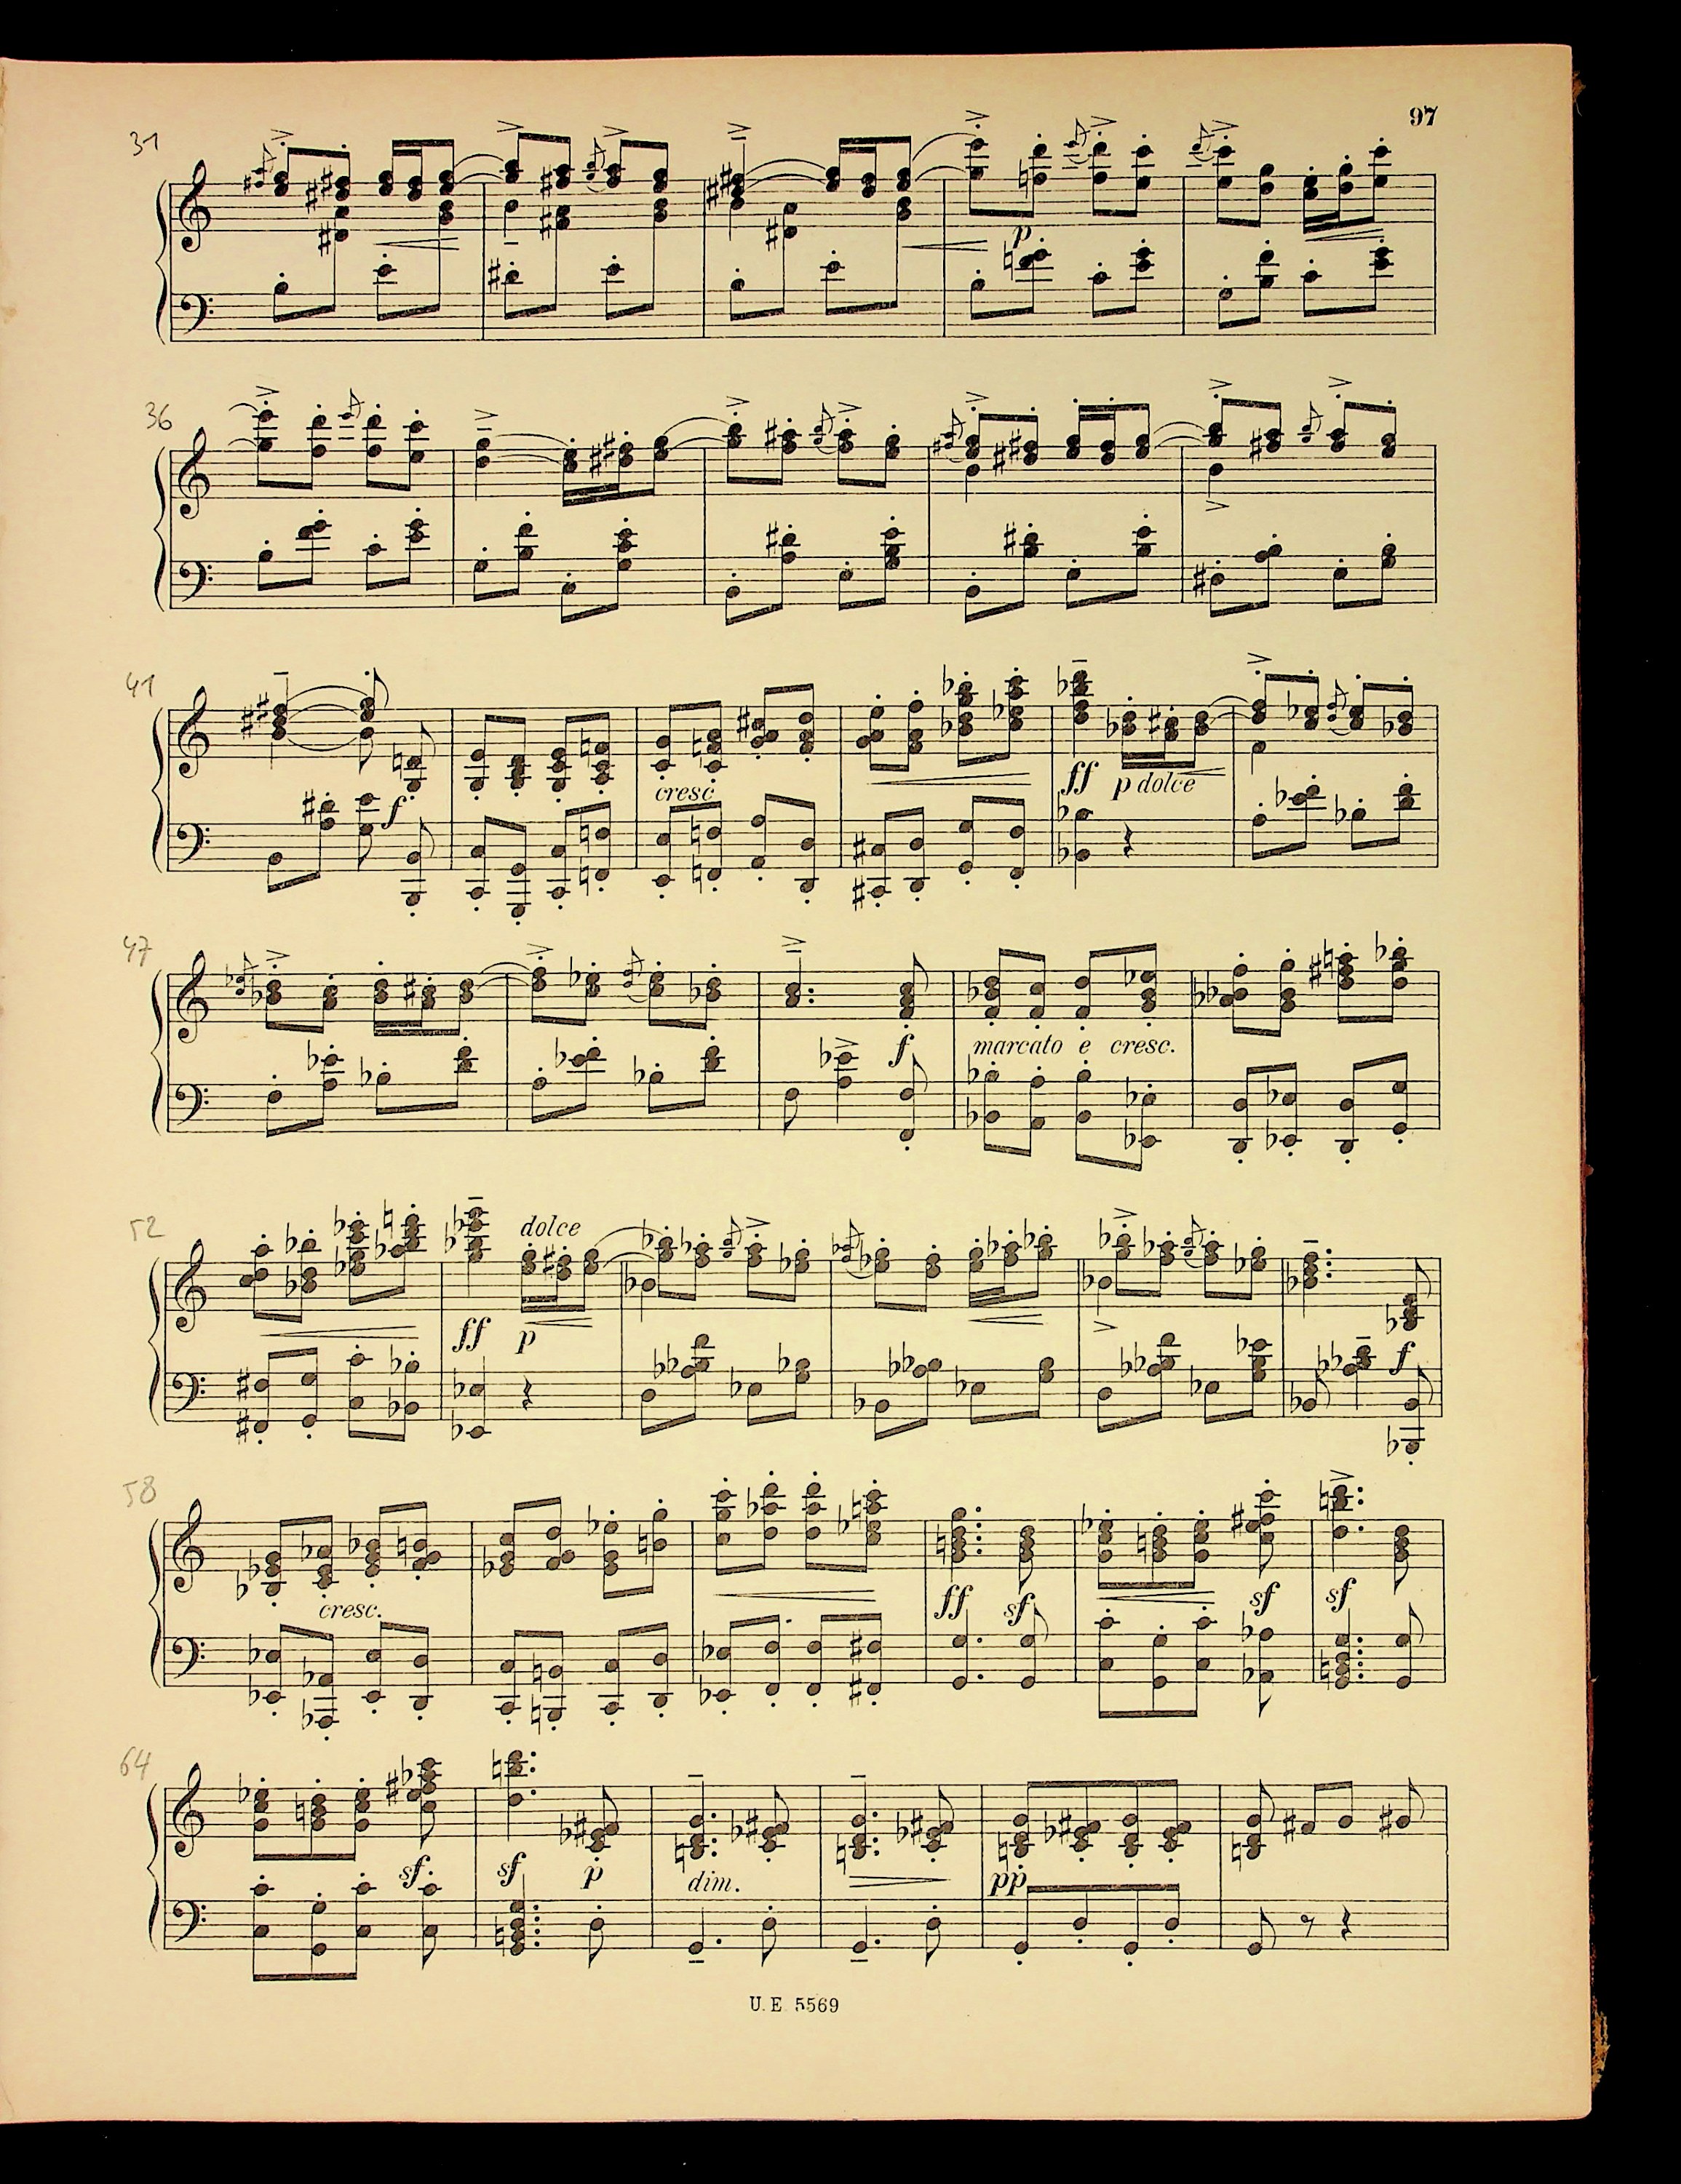 97
31
p
36
41
f
cresc
ff p dolce
47
f
marcato e cresc.
52
dolce
ff p
f
58
cresc.
ff sf sf sf
64
sf sf p dim. pp
U. E. 5569